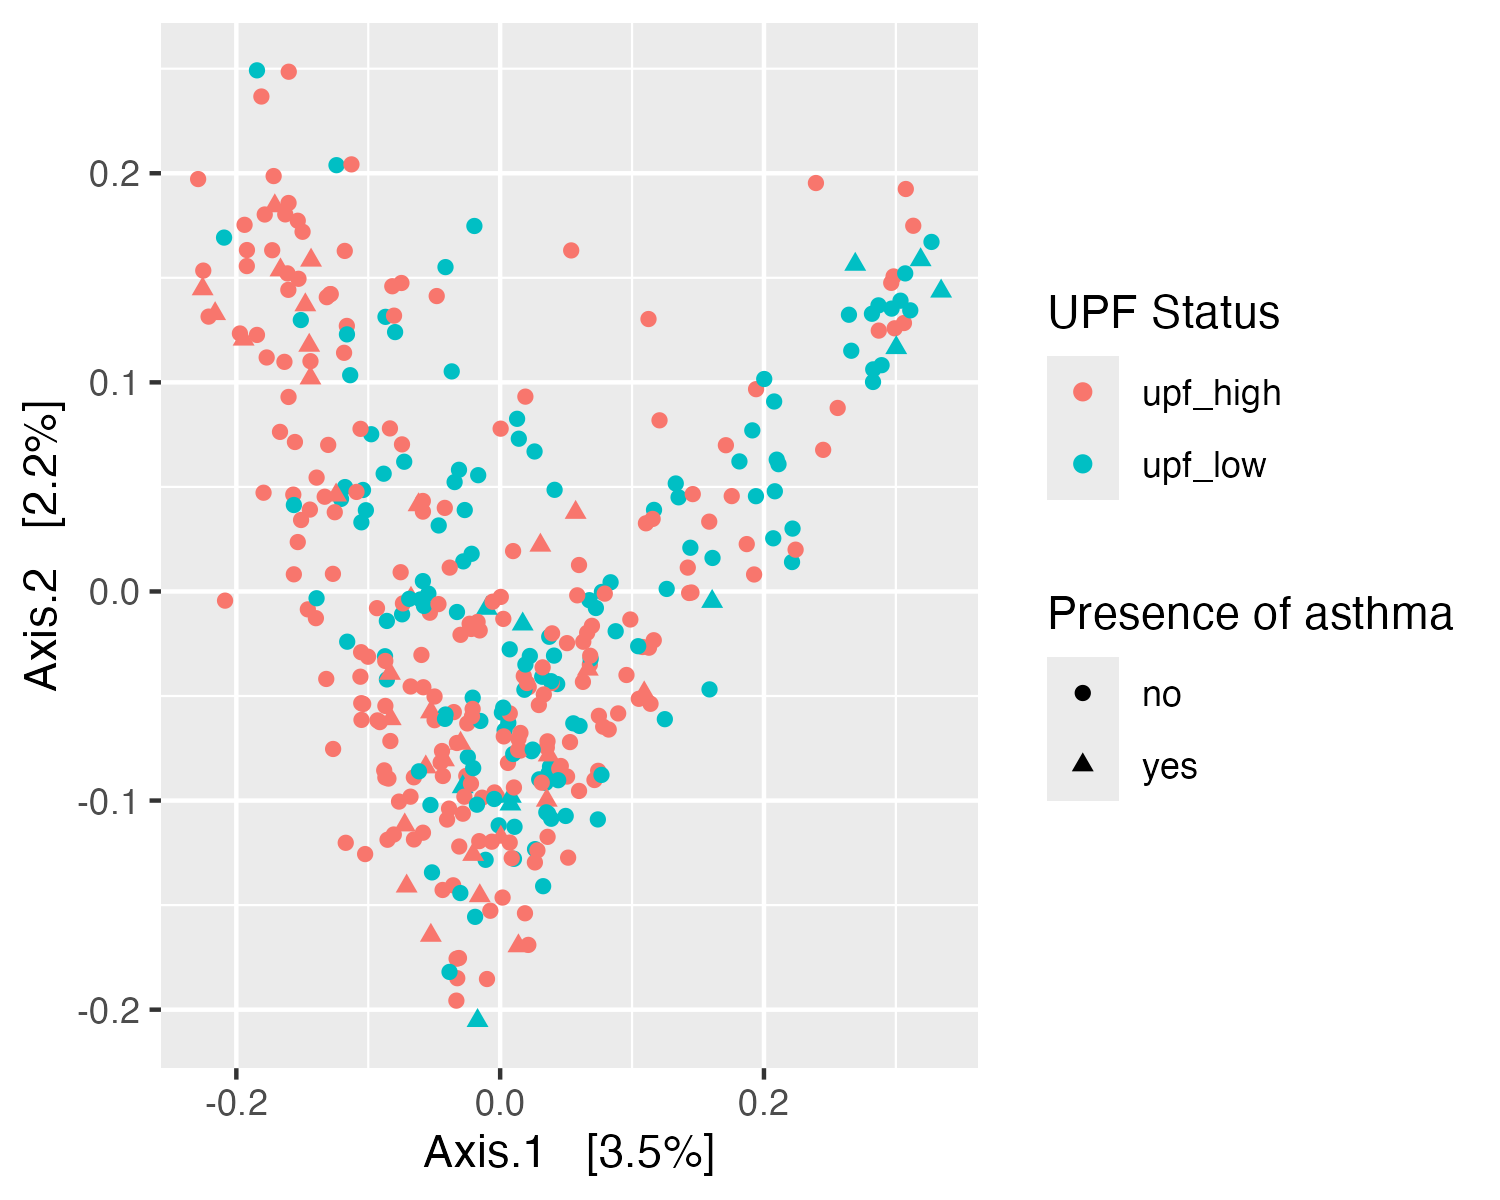 0.2
0.1
0.0
-0.1
-0.2
Axis.2 [2.2%]
-0.2 0.0 0.2
Axis.1 [3.5%]
UPF Status
upf_high
upf_low
Presence of asthma
no
yes